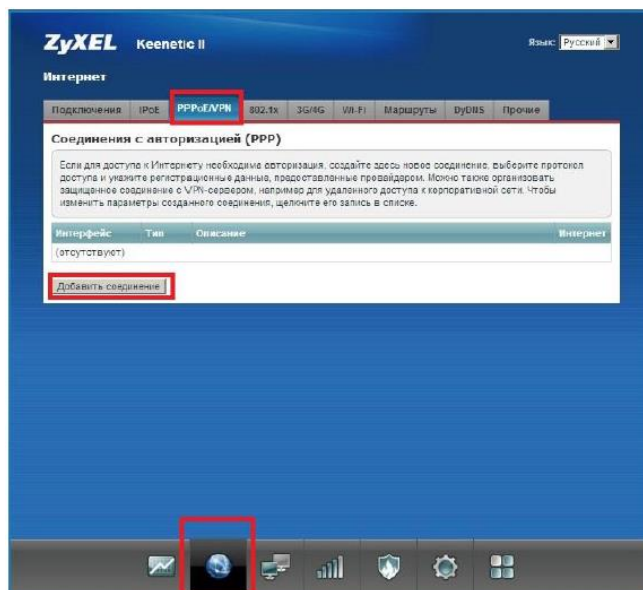 ZyXEL Keenetic II
Язык: Русский
Интернет
Подключения IPoE PPPoE/VPN 802.1x 3G/4G Wi-Fi Маршруты DyDNS Прочие
Соединения с авторизацией (PPP)
Если для доступа к Интернету необходима авторизация, создайте здесь новое соединение, выберите протокол
доступа и укажите регистрационные данные, предоставленные провайдером. Можно также организовать
защищенное соединение с VPN-сервером, например для удаленного доступа к корпоративной сети. Чтобы
изменить параметры созданного соединения, щелкните его запись в списке.
Интерфейс Тип Описание Интернет
(отсутствуют)
Добавить соединение